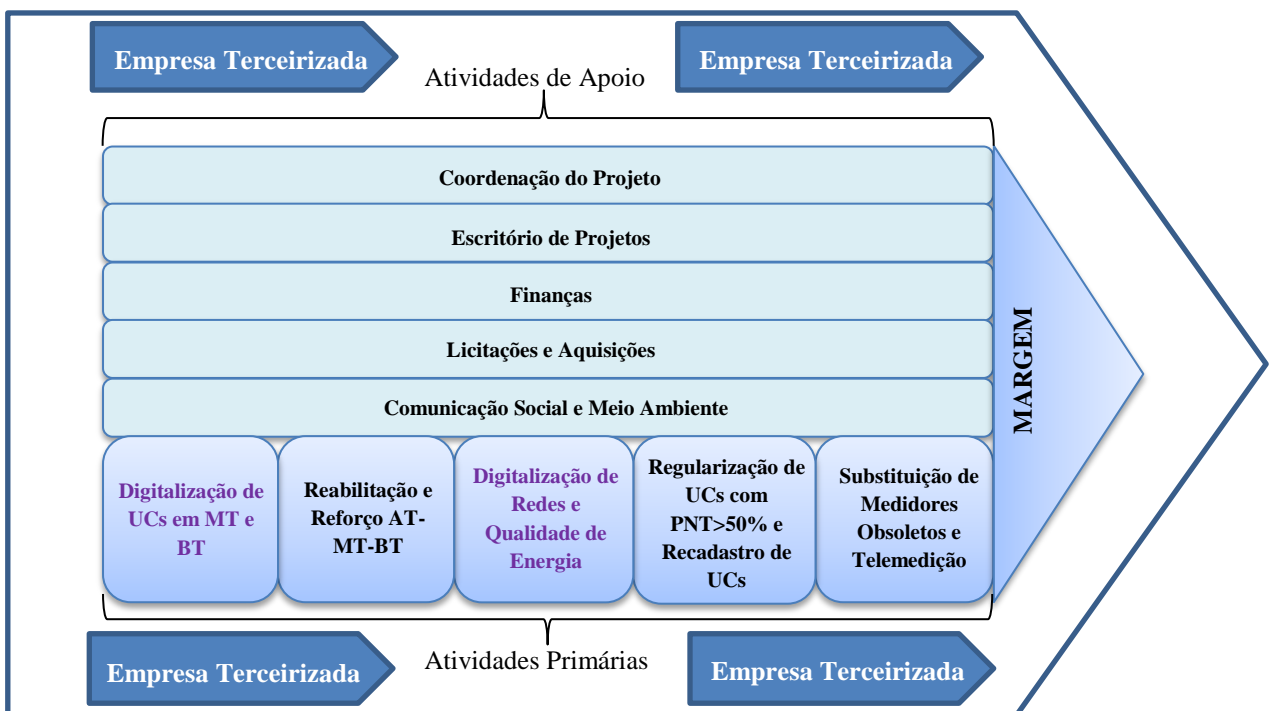 Empresa Terceirizada
Empresa Terceirizada
Atividades de Apoio
Coordenação do Projeto
Escritório de Projetos
Finanças
Licitações e Aquisições
Comunicação Social e Meio Ambiente
MARGEM
Digitalização de
UCs em MT e
BT
Reabilitação e
Reforço AT-
MT-BT
Digitalização de
Redes e
Qualidade de
Energia
Regularização de
UCs com
PNT>50% e
Recadastro de
UCs
Substituição de
Medidores
Obsoletos e
Telemedição
Empresa Terceirizada
Atividades Primárias
Empresa Terceirizada